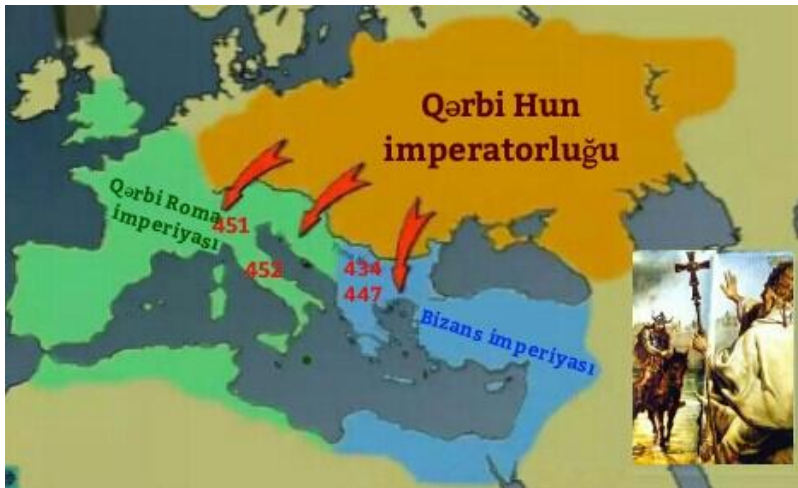 Qərbi Hun
imperatorluğu
Qərbi Roma
imperiyası
451
452
434
447
Bizans imperiyası